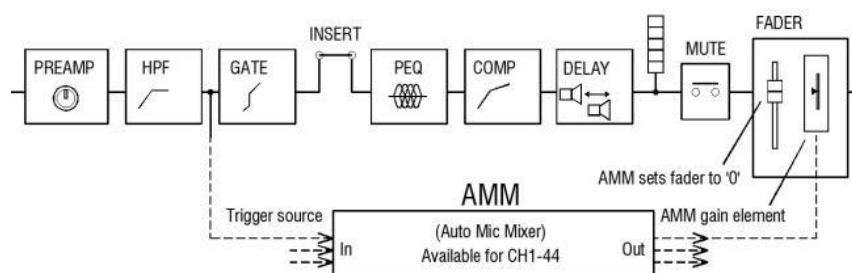 INSERT
FADER
PREAMP
HPF
GATE
PEQ
COMP
DELAY
MUTE
AMM sets fader to '0'
AMM
Trigger source
AMM gain element
(Auto Mic Mixer)
In
Out
Available for CH1-44